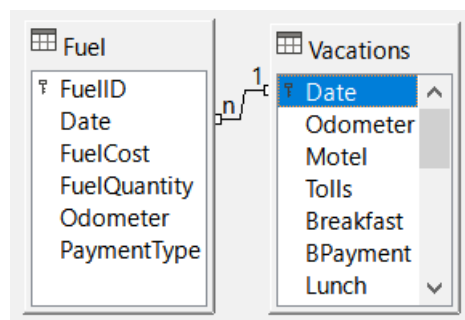 Fuel
FuelID
Date
FuelCost
FuelQuantity
Odometer
PaymentType
n
1
Vacations
Date
Odometer
Motel
Tolls
Breakfast
BPayment
Lunch